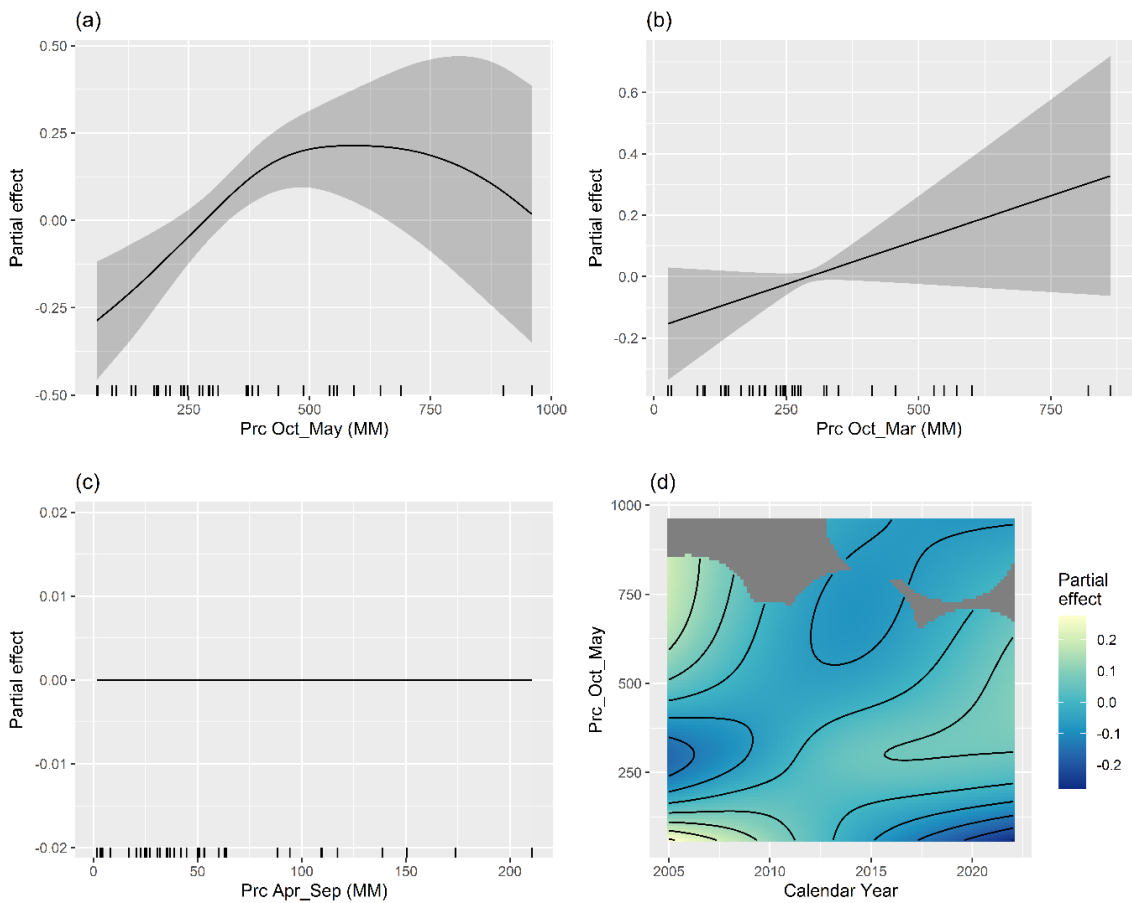 (a)
Partial effect
0.50
0.25
0.00
-0.25
-0.50
250
500
750
1000
Prc Oct_May (MM)
(b)
Partial effect
0.6
0.4
0.2
0.0
-0.2
0
250
500
750
Prc Oct_Mar (MM)
(c)
Partial effect
0.02
0.01
0.00
-0.01
-0.02
0
50
100
150
200
Prc Apr_Sep (MM)
(d)
Prc_Oct_May
1000
750
500
250
2005
2010
2015
2020
Calendar Year
Partial
effect
0.2
0.1
0.0
-0.1
-0.2